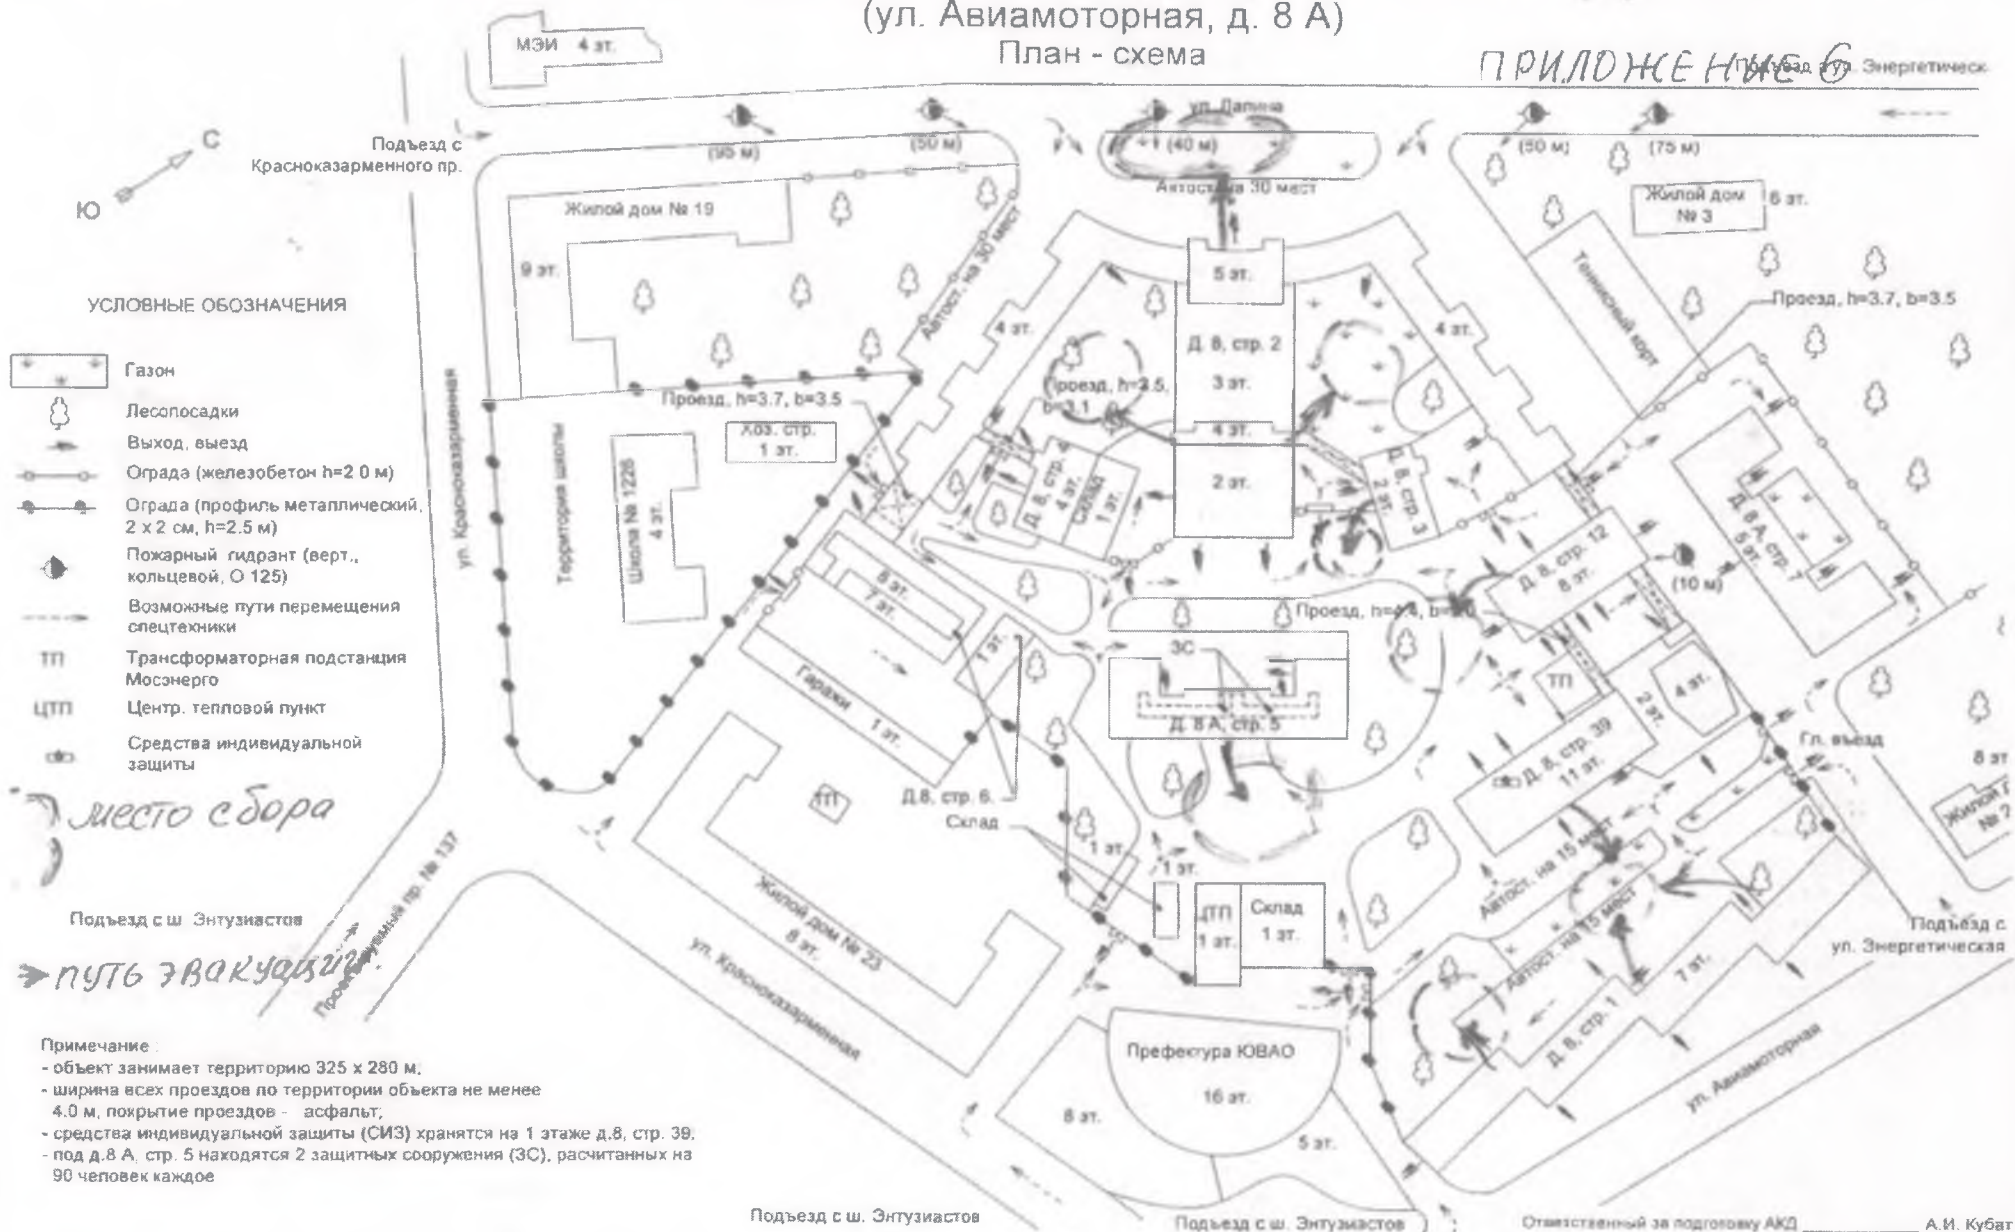 (ул. Авиамоторная, д. 8 А)
План - схема
ПРИЛОЖЕНИЕ 6
Энергетическ.
МЭИ 4 эт.
ул. Лапина
Подъезд с
Красноказарменного пр.
(95 м)
(50 м)
(40 м)
(50 м)
(75 м)
С
Ю
на 30 мест
Жилой дом № 19
9 эт.
Автост. на 30 мест
Жилой дом
№ 3
6 эт.
Теннисный корт
Проезд, h=3.7, b=3.5
УСЛОВНЫЕ ОБОЗНАЧЕНИЯ
Газон
Лесопосадки
Выход, выезд
Ограда (железобетон h=2 0 м)
Ограда (профиль металлический,
2 х 2 см, h=2.5 м)
Пожарный гидрант (верт.,
кольцевой, О 125)
Возможные пути перемещения
спецтехники
ТП
Трансформаторная подстанция
Мосэнерго
ЦТП
Центр. тепловой пункт
Средства индивидуальной
защиты
место сбора
Подъезд с ш Энтузиастов
путь эвакуации
Проектируемый пр. № 137
ул. Красноказарменная
Территория школы
Школа № 1226
4 эт.
Проезд, h=3.7, b=3.5
Хоз. стр.
1 эт.
4 эт.
5 эт.
Д. 8, стр. 2
3 эт.
4 эт.
2 эт.
4 эт.
b=3.1
Д. 8, стр. 4
4 эт.
Склад
1 эт.
Д. 8, стр. 3
2 эт.
Д. 8, стр. 12
8 эт.
(10 м)
Д. 8 А, стр. 7
5 эт.
7 эт.
1 эт.
Гаражи
1 эт.
ЗС
Д. 8 А, стр. 5
ТП
2 эт.
4 эт.
Д. 8, стр. 39
11 эт.
Гл. въезд
8 эт
ТП
Д.8, стр. 6.
Склад
1 эт.
1 эт.
Автост. на 15 мест
Автост. на 15 мест
Жилой дом № 23
8 эт.
ЦТП
1 эт.
Склад
1 эт.
7 эт.
Д. 8, стр. 1
Подъезд с
ул. Энергетическая
ул. Красноказарменная
ул. Авиамоторная
Префектура ЮВАО
16 эт.
8 эт.
5 эт.
Примечание :
- объект занимает территорию 325 х 280 м;
- ширина всех проездов по территории объекта не менее
4.0 м, покрытие проездов - асфальт;
- средства индивидуальной защиты (СИЗ) хранятся на 1 этаже д.8, стр. 39;
- под д.8 А, стр. 5 находятся 2 защитных сооружения (ЗС), расчитанных на
90 человек каждое
Подъезд с ш. Энтузиастов
Подъезд с ш. Энтузиастов
Ответственный за подготовку АКД
А.И. Кубат